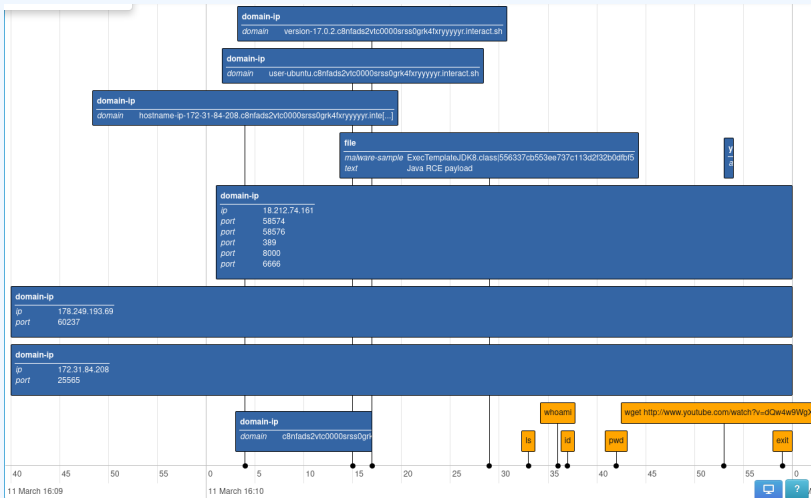 domain-ip
domain version-17.0.2.c8nfads2vtc0000srss0grk4fxryyyyyr.interact.sh
domain-ip
domain user-ubuntu.c8nfads2vtc0000srss0grk4fxryyyyyr.interact.sh
domain-ip
domain hostname-ip-172-31-84-208.c8nfads2vtc0000srss0grk4fxryyyyyr.inte[...]
file
malware-sample ExecTemplateJDK8.class|556337cb553ee737c113d2f32b0dfbf5
text Java RCE payload
y
a
domain-ip
ip 18.212.74.161
port 58574
port 58576
port 389
port 8000
port 6666
domain-ip
ip 178.249.193.69
port 60237
domain-ip
ip 172.31.84.208
port 25565
whoami
wget http://www.youtube.com/watch?v=dQw4w9WgX
domain-ip
domain c8nfads2vtc0000srss0grk
ls
id
pwd
exit
40 45 50 55 0 5 10 15 20 25 30 35 40 45 50 55 0
11 March 16:09
11 March 16:10
?